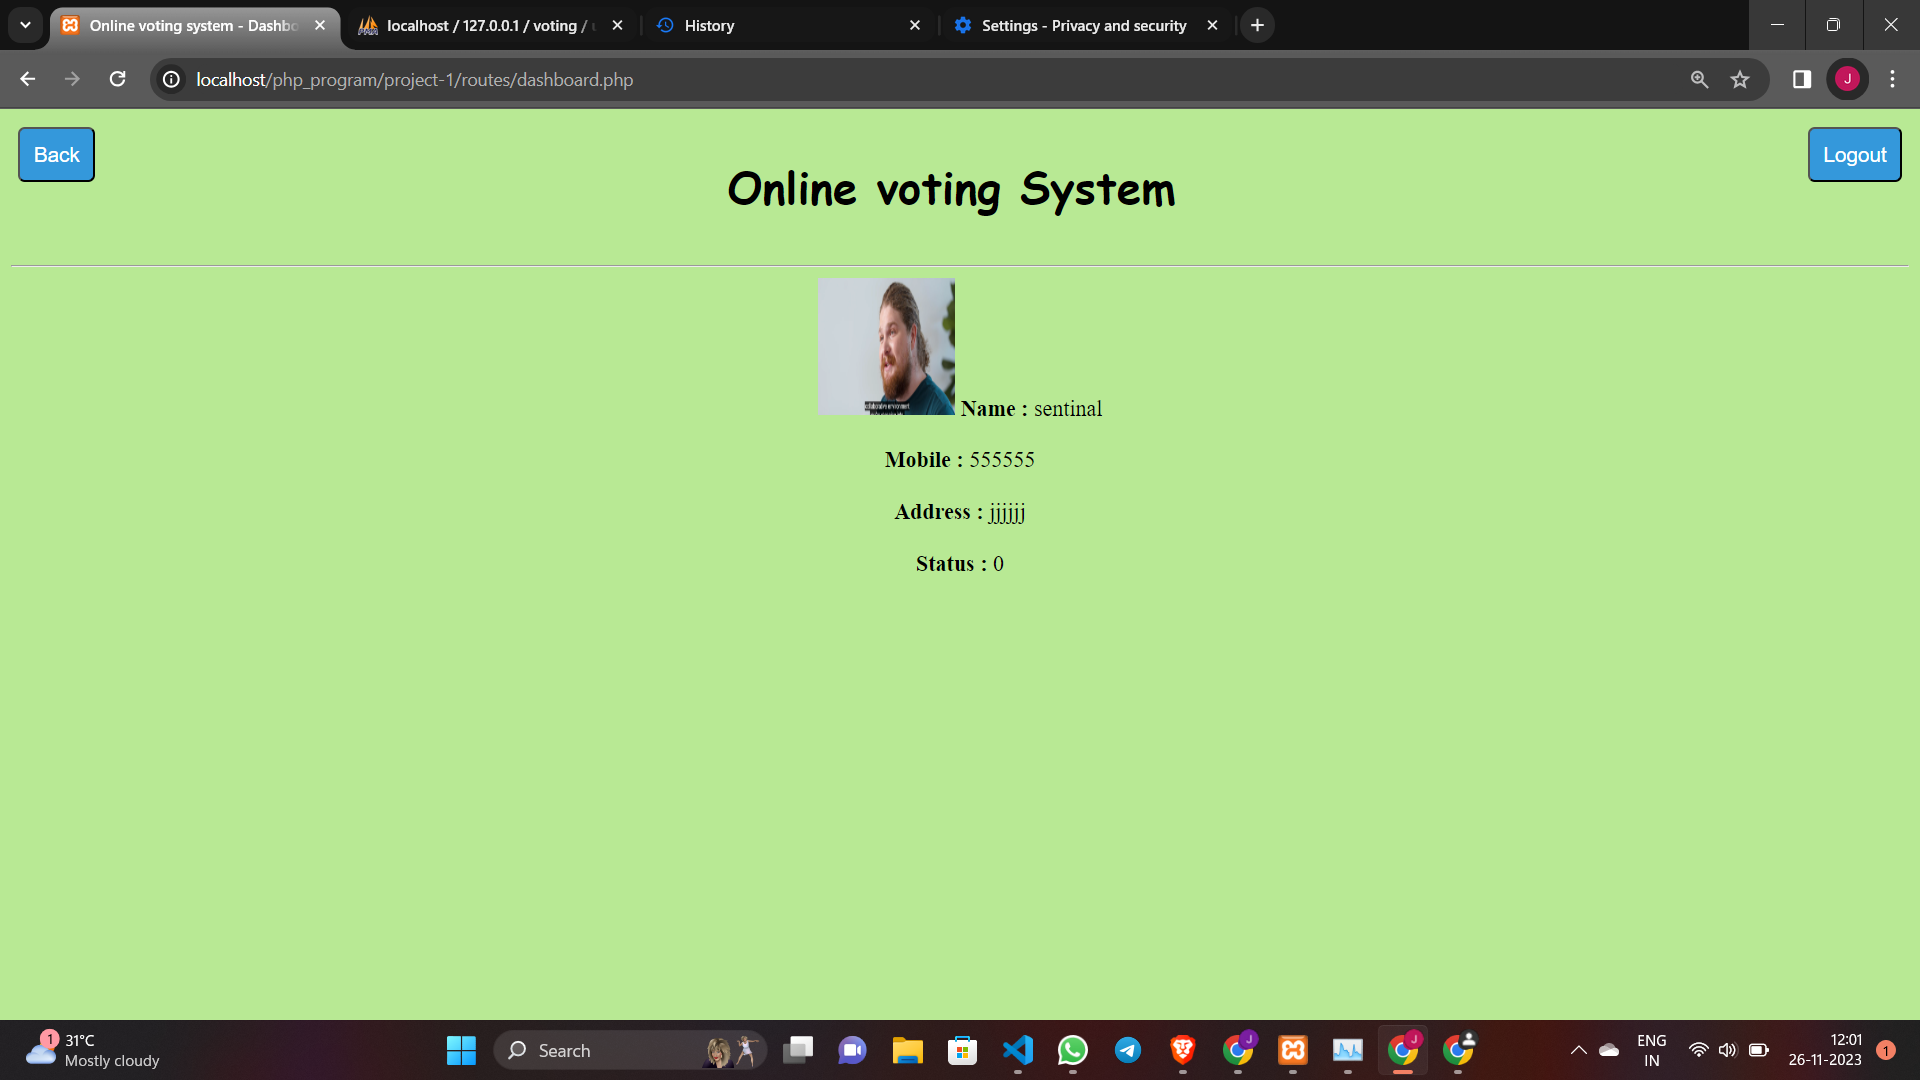 Online voting system - Dashbo
localhost / 127.0.0.1 / voting /
History
Settings - Privacy and security
localhost/php_program/project-1/routes/dashboard.php
J
Back
Logout
Online voting System
collaborative environment
Name : sentinal
Mobile : 555555
Address : jjjjjj
Status : 0
1
31°C
Mostly cloudy
Search
J
J
ENG
IN
12:01
26-11-2023
1